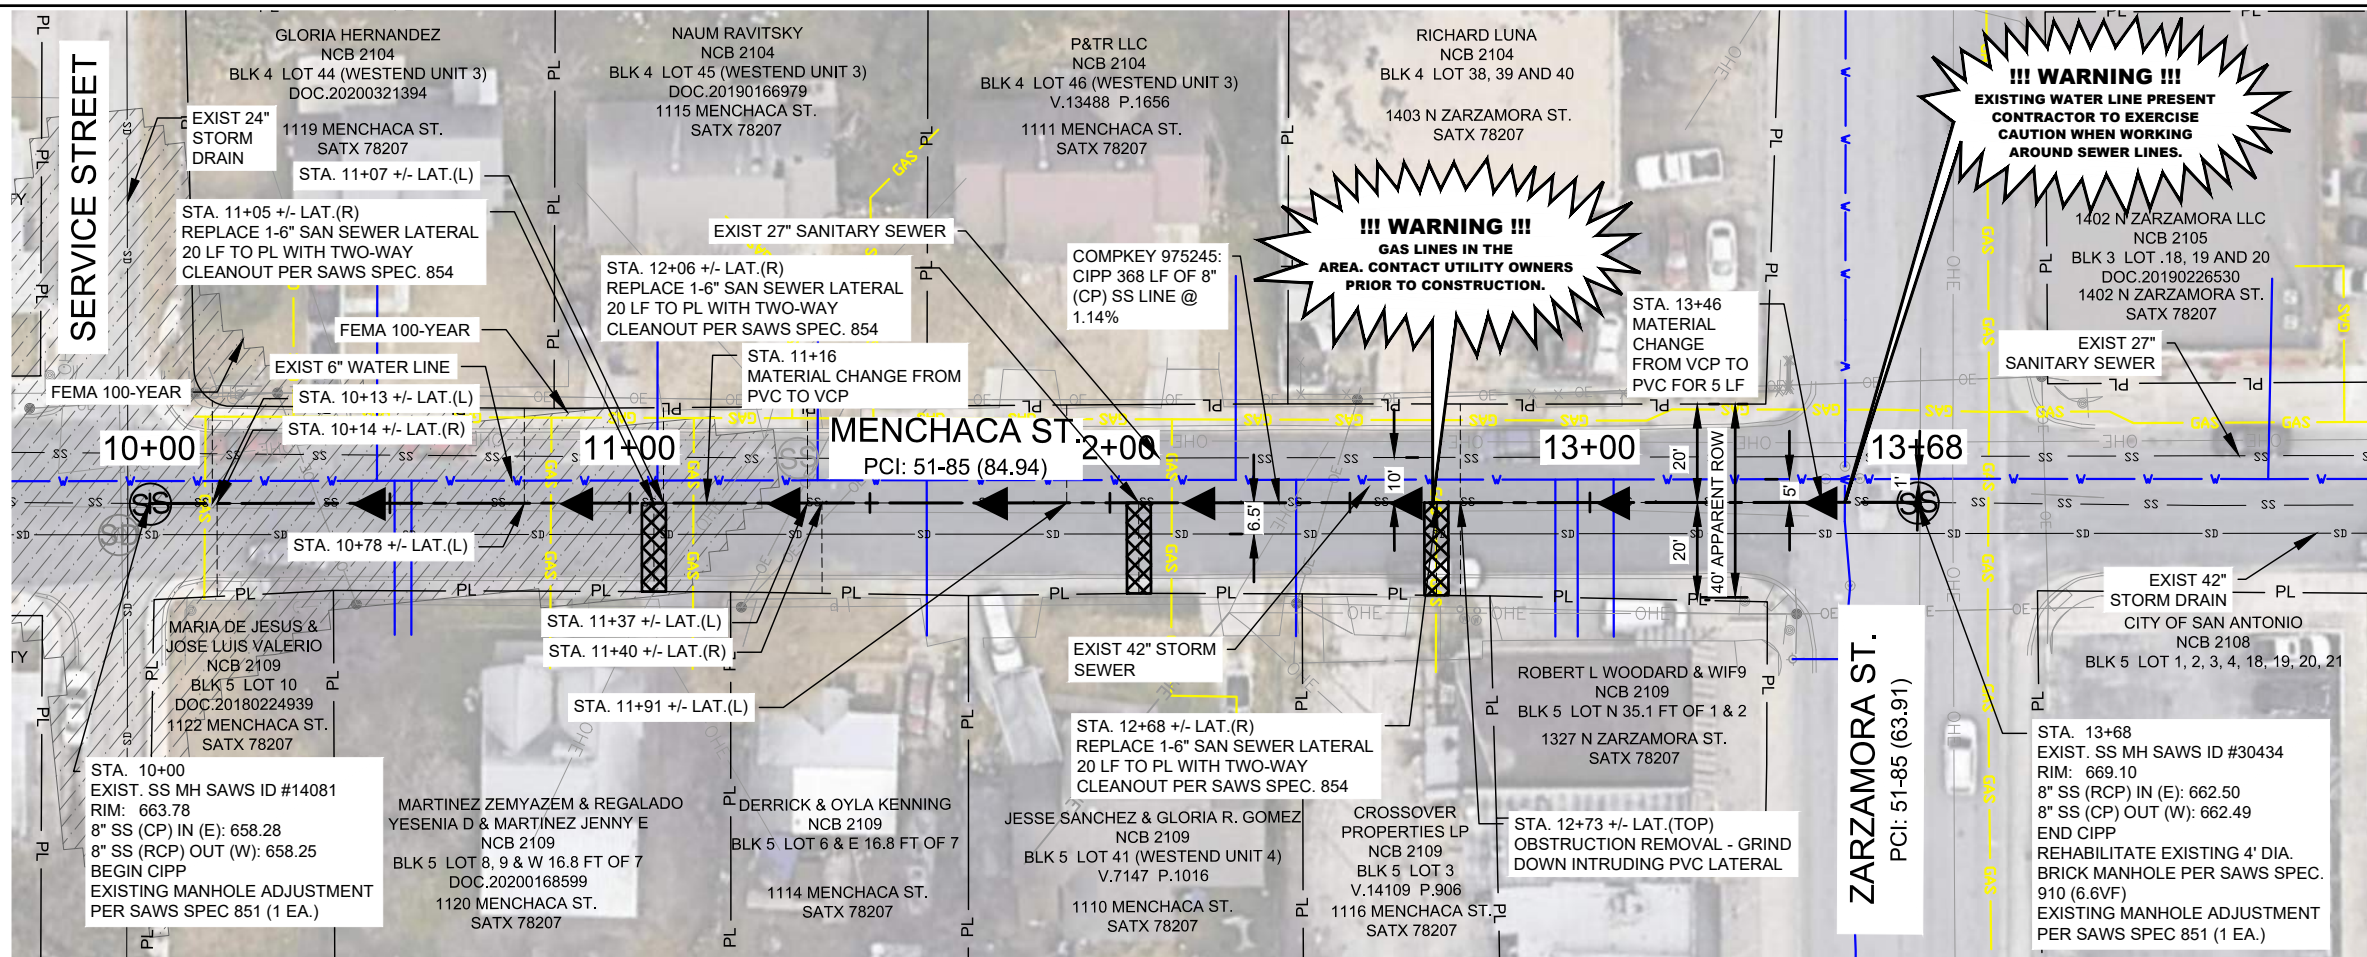 SERVICE STREET
GLORIA HERNANDEZ
NCB 2104
BLK 4 LOT 44 (WESTEND UNIT 3)
DOC.20200321394
1119 MENCHACA ST.
SATX 78207
NAUM RAVITSKY
NCB 2104
BLK 4 LOT 45 (WESTEND UNIT 3)
DOC.20190166979
1115 MENCHACA ST.
SATX 78207
P&TR LLC
NCB 2104
BLK 4 LOT 46 (WESTEND UNIT 3)
V.13488 P.1656
1111 MENCHACA ST.
SATX 78207
RICHARD LUNA
NCB 2104
BLK 4 LOT 38, 39 AND 40
1403 N ZARZAMORA ST.
SATX 78207
!!! WARNING !!!
EXISTING WATER LINE PRESENT
CONTRACTOR TO EXERCISE
CAUTION WHEN WORKING
AROUND SEWER LINES.
!!! WARNING !!!
GAS LINES IN THE
AREA. CONTACT UTILITY OWNERS
PRIOR TO CONSTRUCTION.
1402 N ZARZAMORA LLC
NCB 2105
BLK 3 LOT .18, 19 AND 20
DOC.20190226530
1402 N ZARZAMORA ST.
SATX 78207
EXIST 24"
STORM
DRAIN
STA. 11+07 +/- LAT.(L)
STA. 11+05 +/- LAT.(R)
REPLACE 1-6" SAN SEWER LATERAL
20 LF TO PL WITH TWO-WAY
CLEANOUT PER SAWS SPEC. 854
EXIST 27" SANITARY SEWER
STA. 12+06 +/- LAT.(R)
REPLACE 1-6" SAN SEWER LATERAL
20 LF TO PL WITH TWO-WAY
CLEANOUT PER SAWS SPEC. 854
COMPKEY 975245:
CIPP 368 LF OF 8"
(CP) SS LINE @
1.14%
STA. 13+46
MATERIAL
CHANGE
FROM VCP TO
PVC FOR 5 LF
EXIST 27"
SANITARY SEWER
FEMA 100-YEAR
EXIST 6" WATER LINE
FEMA 100-YEAR
STA. 10+13 +/- LAT.(L)
STA. 10+14 +/- LAT.(R)
STA. 11+16
MATERIAL CHANGE FROM
PVC TO VCP
10+00
11+00
MENCHACA ST.
PCI: 51-85 (84.94)
2+00
13+00
13+68
20'
20'
40' APPARENT ROW
10'
6.5'
5'
1'
STA. 10+78 +/- LAT.(L)
STA. 11+37 +/- LAT.(L)
STA. 11+40 +/- LAT.(R)
STA. 11+91 +/- LAT.(L)
EXIST 42" STORM
SEWER
EXIST 42"
STORM DRAIN
CITY OF SAN ANTONIO
NCB 2108
BLK 5 LOT 1, 2, 3, 4, 18, 19, 20, 21
MARIA DE JESUS &
JOSE LUIS VALERIO
NCB 2109
BLK 5 LOT 10
DOC.20180224939
1122 MENCHACA ST.
SATX 78207
STA. 10+00
EXIST. SS MH SAWS ID #14081
RIM: 663.78
8" SS (CP) IN (E): 658.28
8" SS (RCP) OUT (W): 658.25
BEGIN CIPP
EXISTING MANHOLE ADJUSTMENT
PER SAWS SPEC 851 (1 EA.)
MARTINEZ ZEMYAZEM & REGALADO
YESENIA D & MARTINEZ JENNY E
NCB 2109
BLK 5 LOT 8, 9 & W 16.8 FT OF 7
DOC.20200168599
1120 MENCHACA ST.
SATX 78207
DERRICK & OYLA KENNING
NCB 2109
BLK 5 LOT 6 & E 16.8 FT OF 7
1114 MENCHACA ST.
SATX 78207
STA. 12+68 +/- LAT.(R)
REPLACE 1-6" SAN SEWER LATERAL
20 LF TO PL WITH TWO-WAY
CLEANOUT PER SAWS SPEC. 854
JESSE SANCHEZ & GLORIA R. GOMEZ
NCB 2109
BLK 5 LOT 41 (WESTEND UNIT 4)
V.7147 P.1016
1110 MENCHACA ST.
SATX 78207
CROSSOVER
PROPERTIES LP
NCB 2109
BLK 5 LOT 3
V.14109 P.906
1116 MENCHACA ST.
SATX 78207
ROBERT L WOODARD & WIF9
NCB 2109
BLK 5 LOT N 35.1 FT OF 1 & 2
1327 N ZARZAMORA ST.
SATX 78207
STA. 12+73 +/- LAT.(TOP)
OBSTRUCTION REMOVAL - GRIND
DOWN INTRUDING PVC LATERAL
ZARZAMORA ST.
PCI: 51-85 (63.91)
STA. 13+68
EXIST. SS MH SAWS ID #30434
RIM: 669.10
8" SS (RCP) IN (E): 662.50
8" SS (CP) OUT (W): 662.49
END CIPP
REHABILITATE EXISTING 4' DIA.
BRICK MANHOLE PER SAWS SPEC.
910 (6.6VF)
EXISTING MANHOLE ADJUSTMENT
PER SAWS SPEC 851 (1 EA.)